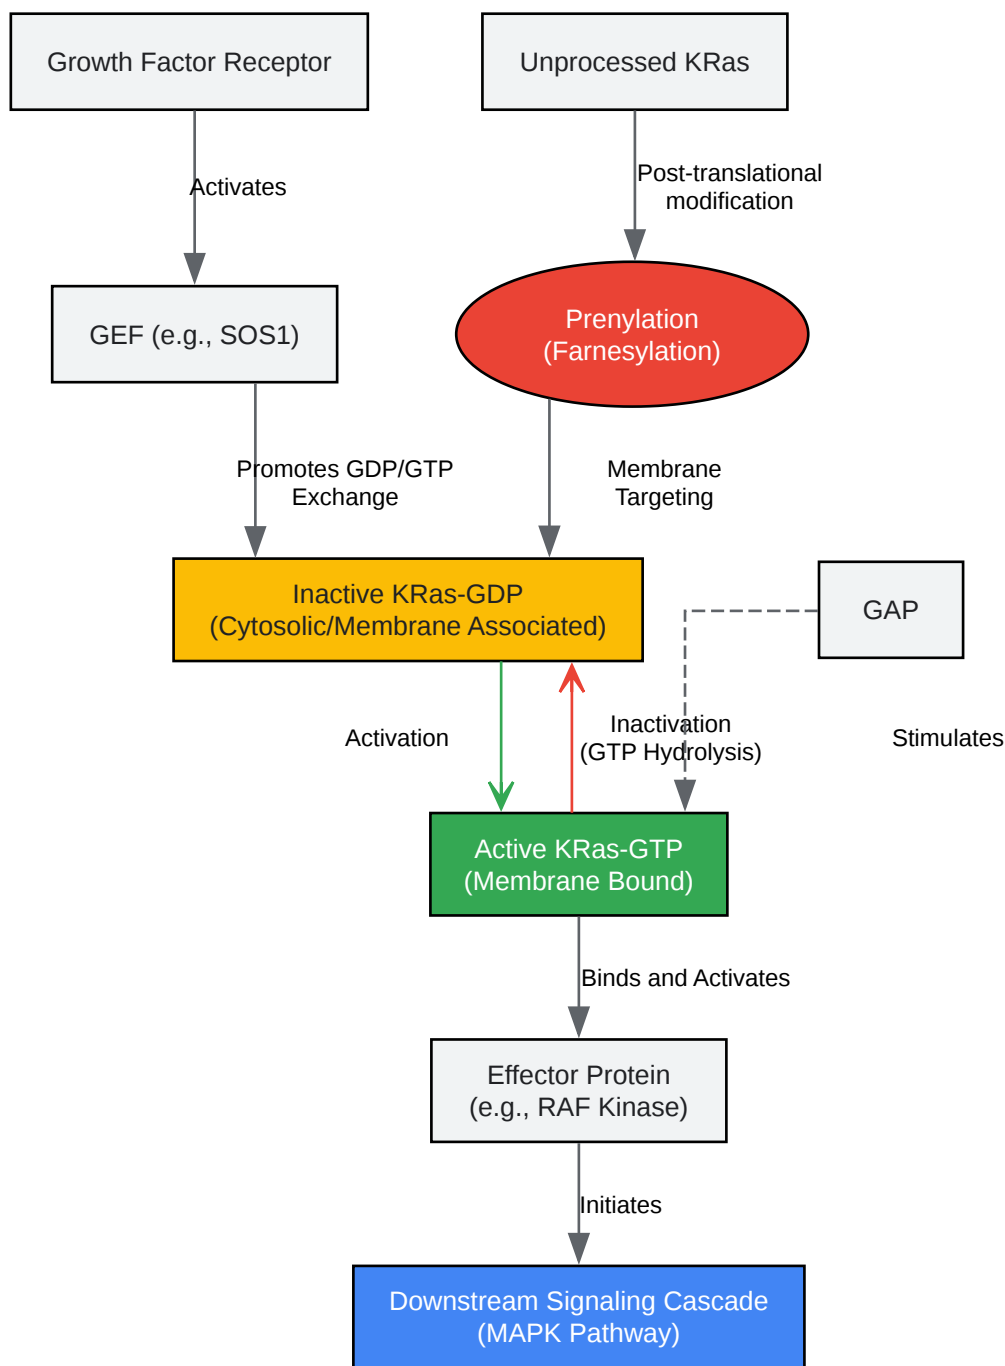 Growth Factor Receptor
Unprocessed KRas
Activates
Post-translational
modification
GEF (e.g., SOS1)
Prenylation
(Farnesylation)
Promotes GDP/GTP
Exchange
Membrane
Targeting
Inactive KRas-GDP
(Cytosolic/Membrane Associated)
GAP
Activation
Inactivation
(GTP Hydrolysis)
Stimulates
Active KRas-GTP
(Membrane Bound)
Binds and Activates
Effector Protein
(e.g., RAF Kinase)
Initiates
Downstream Signaling Cascade
(MAPK Pathway)